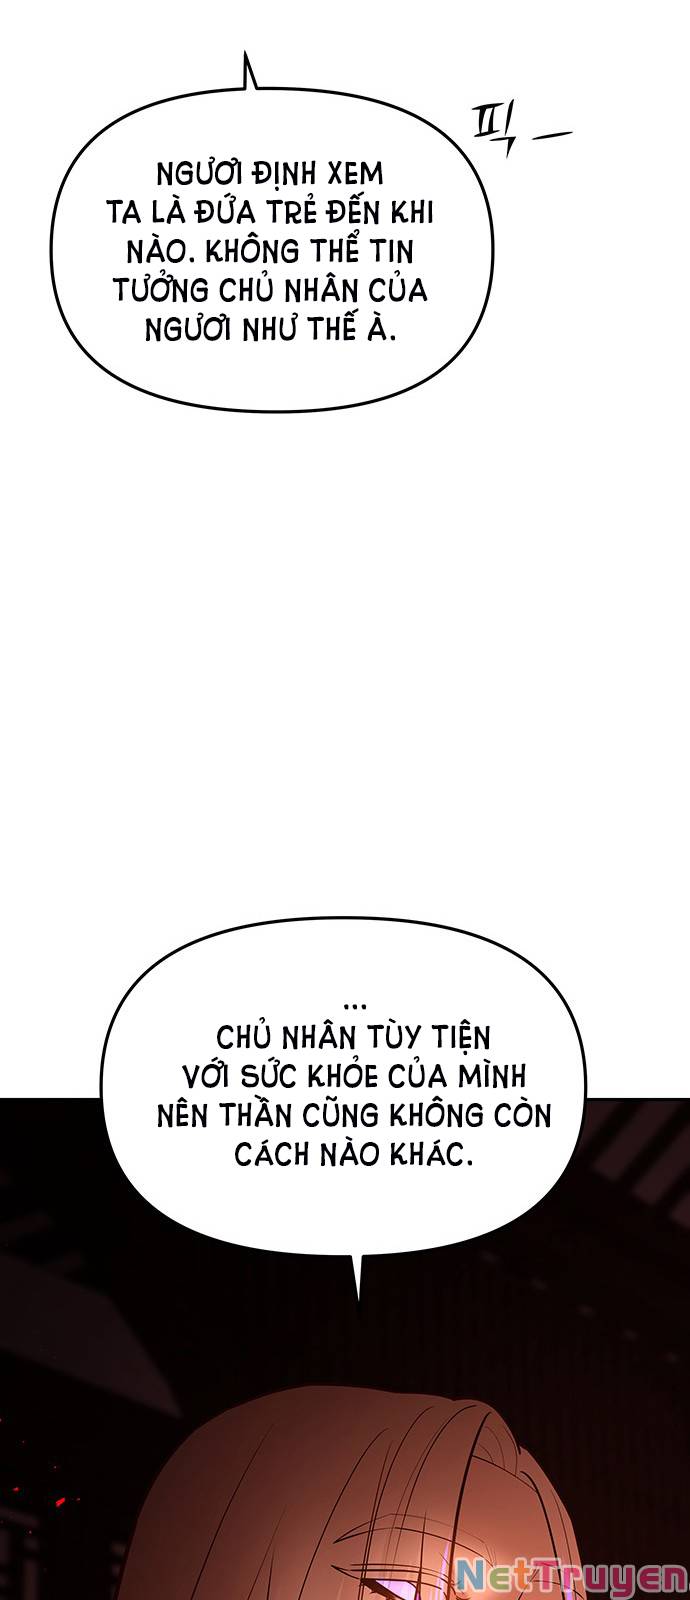 피익
NGƯƠI ĐỊNH XEM
TA LÀ ĐỨA TRẺ ĐẾN KHI
NÀO. KHÔNG THỂ TIN
TƯỞNG CHỦ NHÂN CỦA
NGƯƠI NHƯ THẾ À.
...
CHỦ NHÂN TÙY TIỆN
VỚI SỨC KHỎE CỦA MÌNH
NÊN THẦN CŨNG KHÔNG CÒN
CÁCH NÀO KHÁC.
NetTruyen